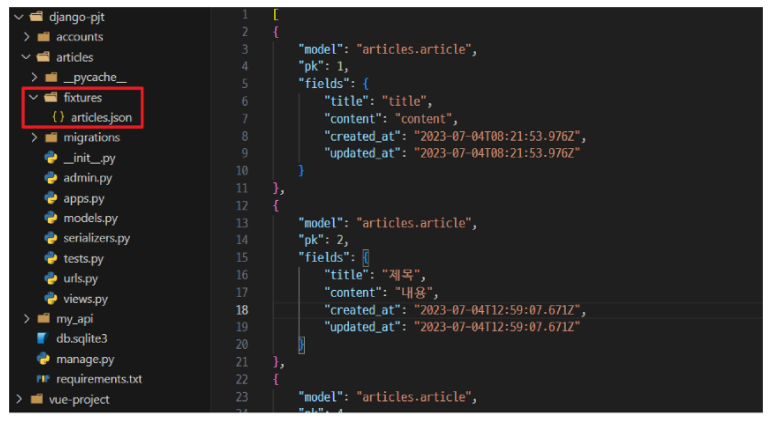 django-pjt
accounts
articles
__pycache__
fixtures
articles.json
migrations
__init__.py
admin.py
apps.py
models.py
serializers.py
tests.py
urls.py
views.py
my_api
db.sqlite3
manage.py
requirements.txt
vue-project
1 [
2 {
3 "model": "articles.article",
4 "pk": 1,
5 "fields": {
6 "title": "title",
7 "content": "content",
8 "created_at": "2023-07-04T08:21:53.976Z",
9 "updated_at": "2023-07-04T08:21:53.976Z"
10 }
11 },
12 {
13 "model": "articles.article",
14 "pk": 2,
15 "fields": {
16 "title": "제목",
17 "content": "내용",
18 "created_at": "2023-07-04T12:59:07.671Z",
19 "updated_at": "2023-07-04T12:59:07.671Z"
20 }
21 },
22 {
23 "model": "articles.article",